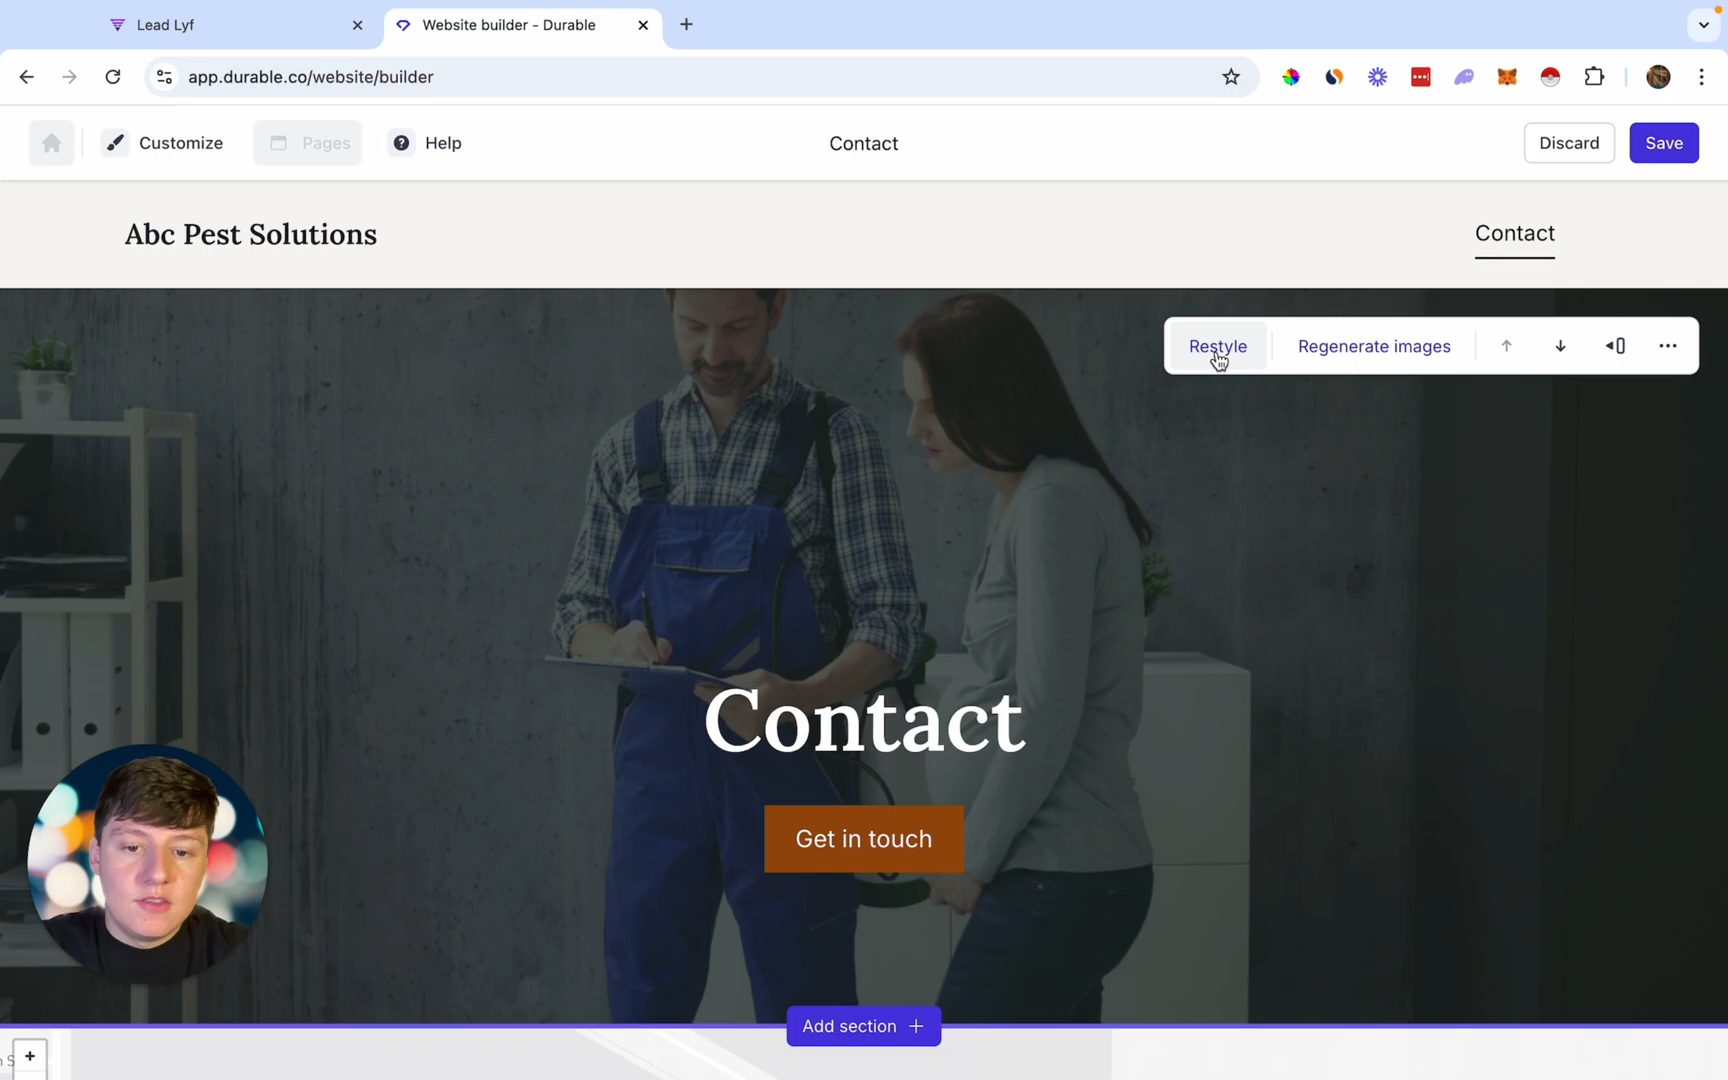 Lead Lyf
Website builder - Durable
app.durable.co/website/builder
Customize
Pages
Help
Contact
Discard
Save
Abc Pest Solutions
Contact
Restyle
Regenerate images
Contact
Get in touch
Add section +
+